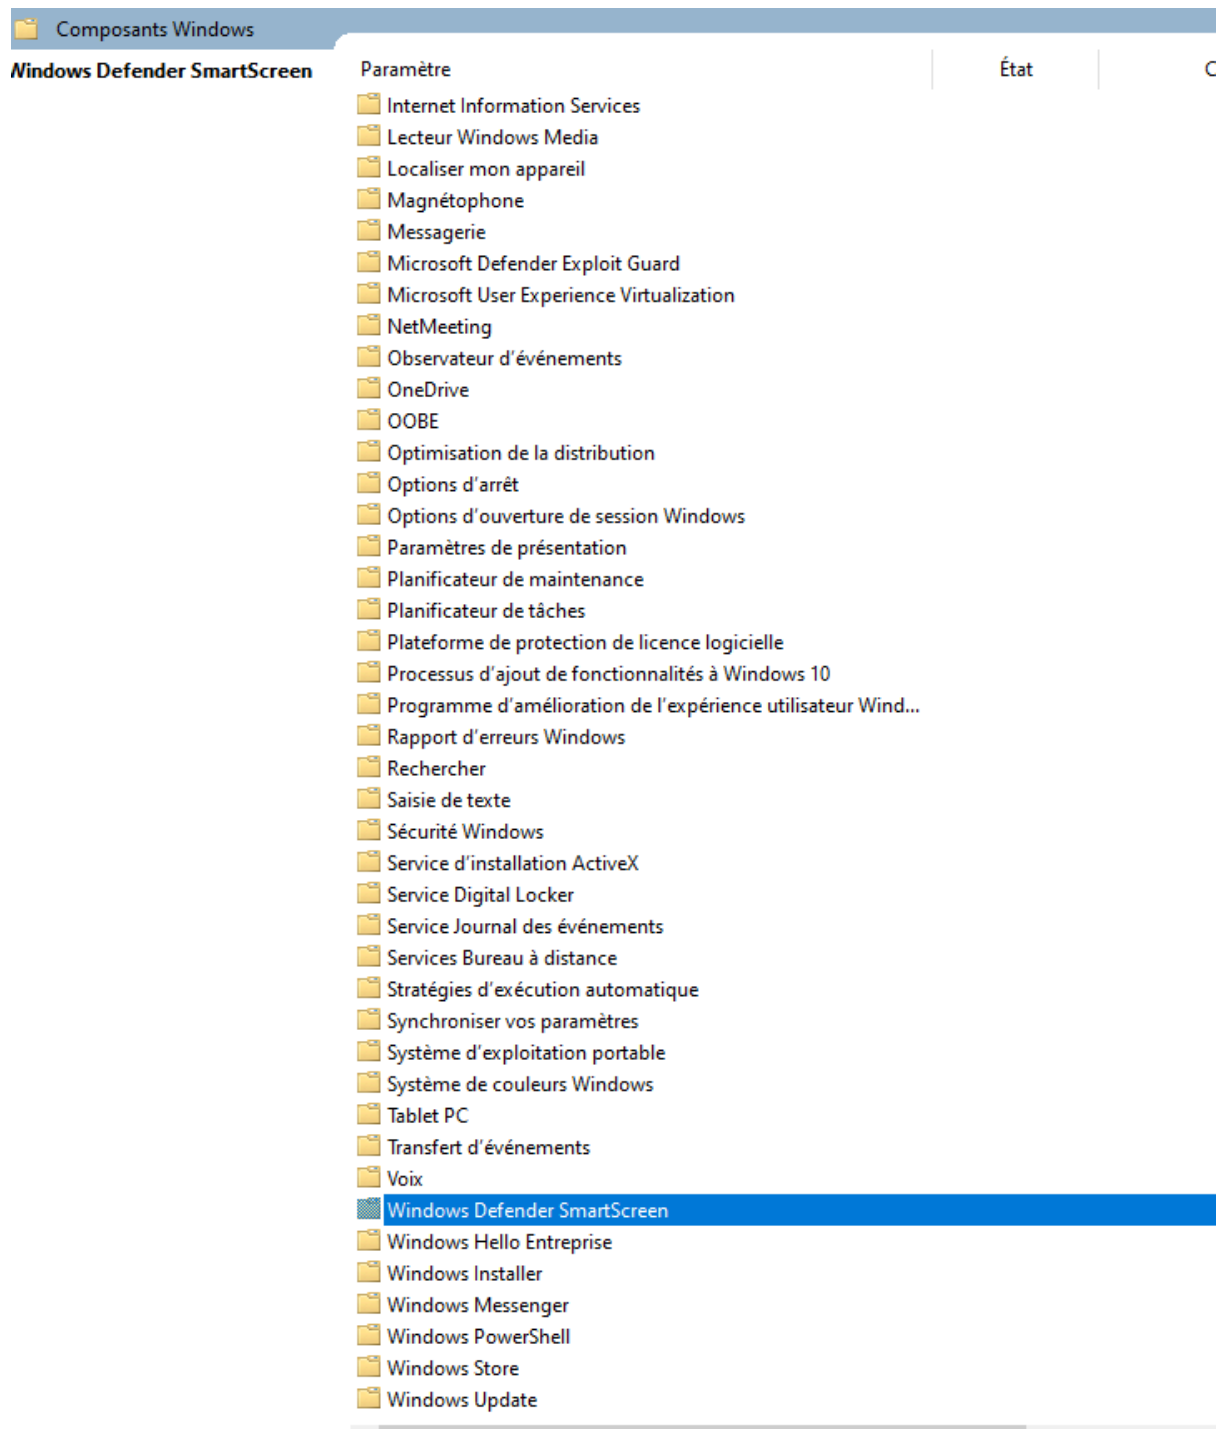 Composants Windows
Windows Defender SmartScreen
Paramètre État C
Internet Information Services
Lecteur Windows Media
Localiser mon appareil
Magnétophone
Messagerie
Microsoft Defender Exploit Guard
Microsoft User Experience Virtualization
NetMeeting
Observateur d'événements
OneDrive
OOBE
Optimisation de la distribution
Options d'arrêt
Options d'ouverture de session Windows
Paramètres de présentation
Planificateur de maintenance
Planificateur de tâches
Plateforme de protection de licence logicielle
Processus d'ajout de fonctionnalités à Windows 10
Programme d'amélioration de l'expérience utilisateur Wind...
Rapport d'erreurs Windows
Rechercher
Saisie de texte
Sécurité Windows
Service d'installation ActiveX
Service Digital Locker
Service Journal des événements
Services Bureau à distance
Stratégies d'exécution automatique
Synchroniser vos paramètres
Système d'exploitation portable
Système de couleurs Windows
Tablet PC
Transfert d'événements
Voix
Windows Defender SmartScreen
Windows Hello Entreprise
Windows Installer
Windows Messenger
Windows PowerShell
Windows Store
Windows Update